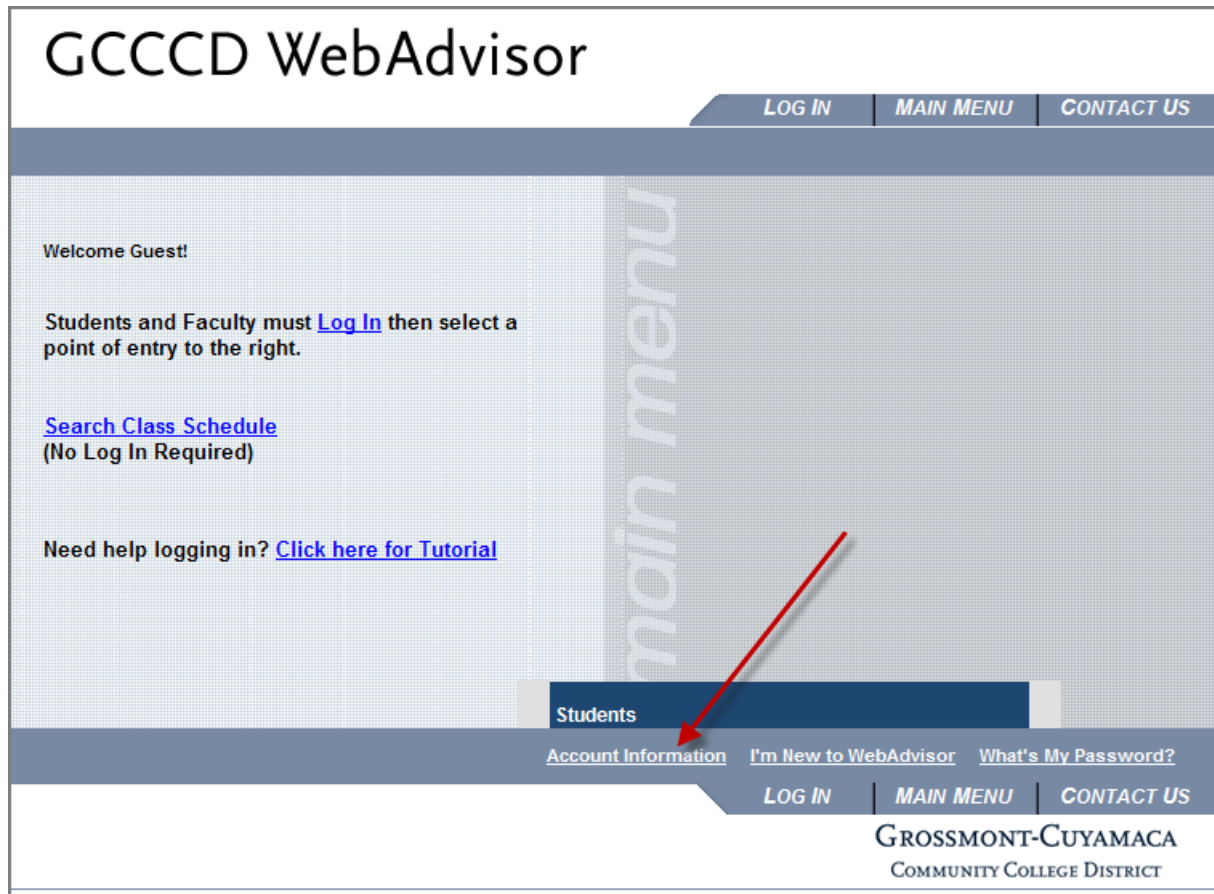 GCCCD WebAdvisor
LOG IN MAIN MENU CONTACT US
main menu
Welcome Guest!
Students and Faculty must Log In then select a
point of entry to the right.
Search Class Schedule
(No Log In Required)
Need help logging in? Click here for Tutorial
Students
Account Information I'm New to WebAdvisor What's My Password?
LOG IN MAIN MENU CONTACT US
GROSSMONT-CUYAMACA
COMMUNITY COLLEGE DISTRICT